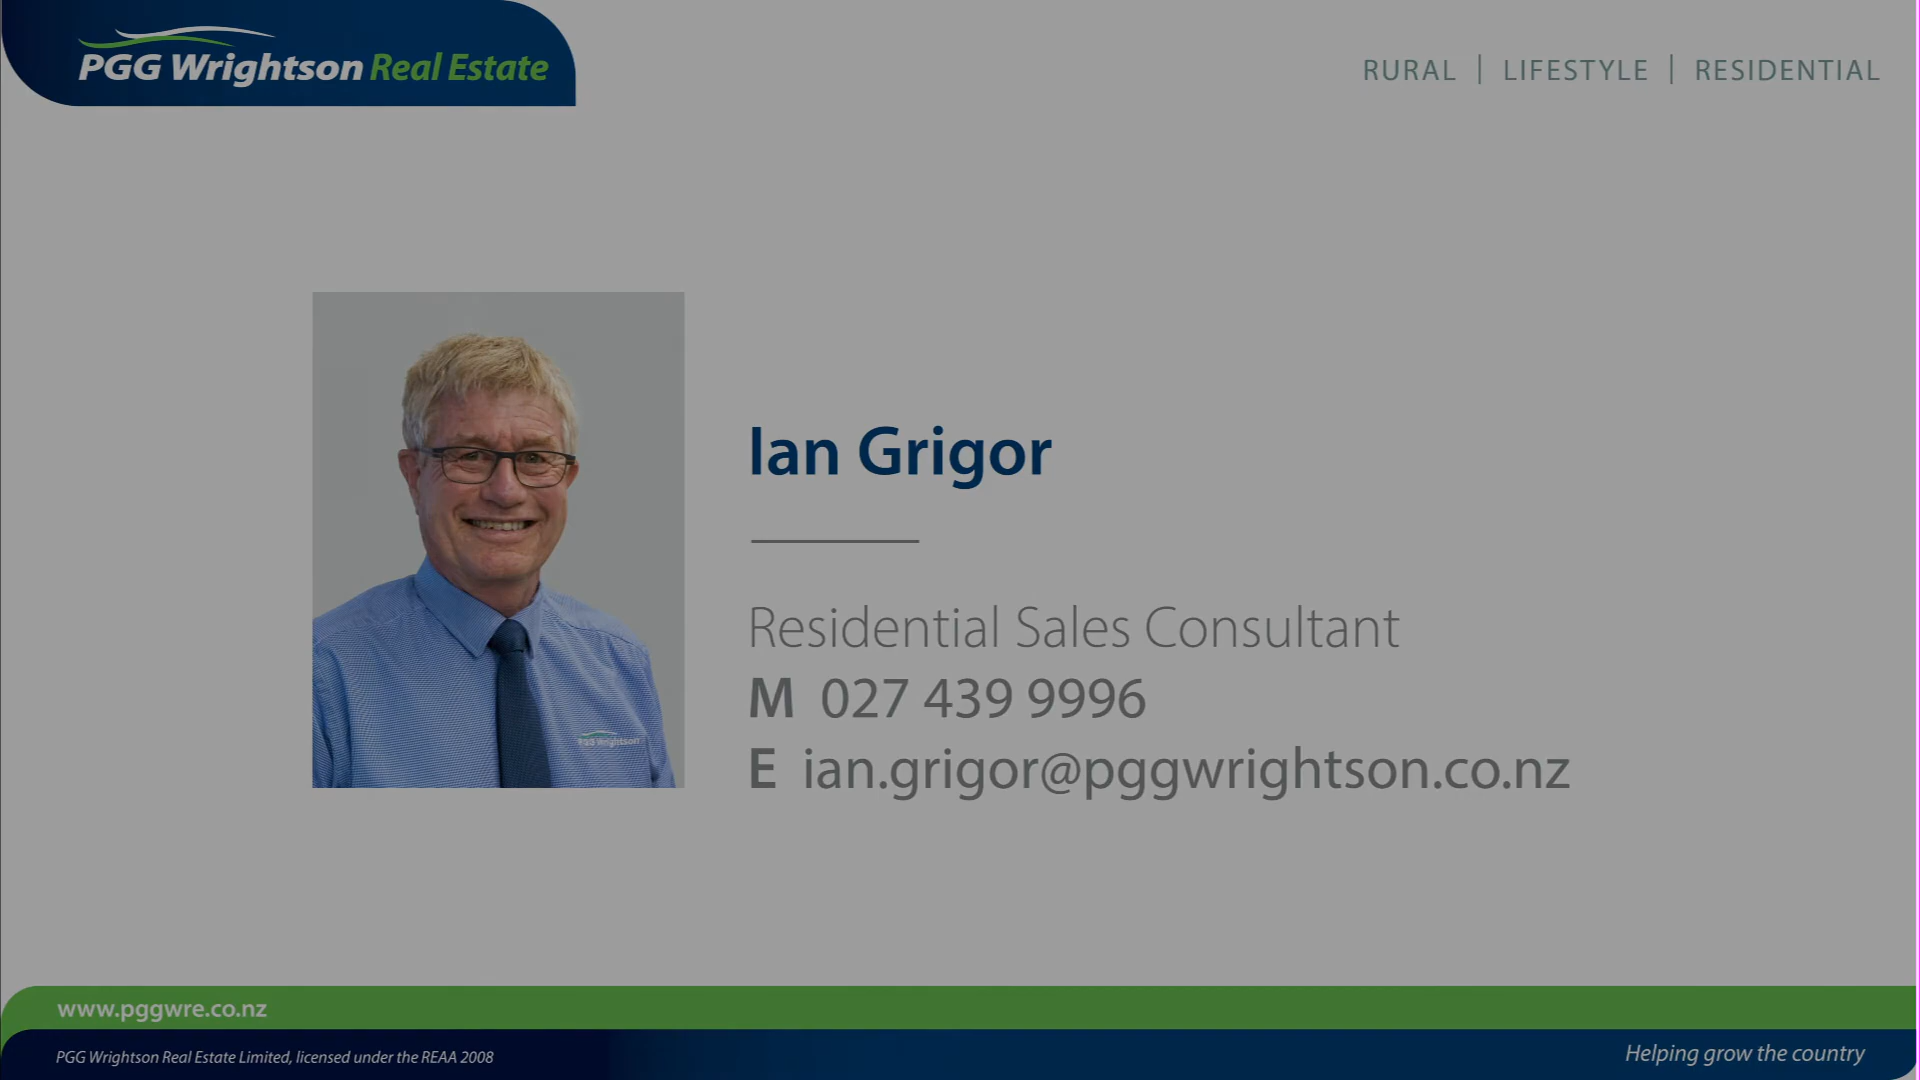 PGG Wrightson Real Estate
RURAL | LIFESTYLE | RESIDENTIAL
Ian Grigor
Residential Sales Consultant
M 027 439 9996
E ian.grigor@pggwrightson.co.nz
PGG Wrightson
www.pggwre.co.nz
PGG Wrightson Real Estate Limited, licensed under the REAA 2008
Helping grow the country